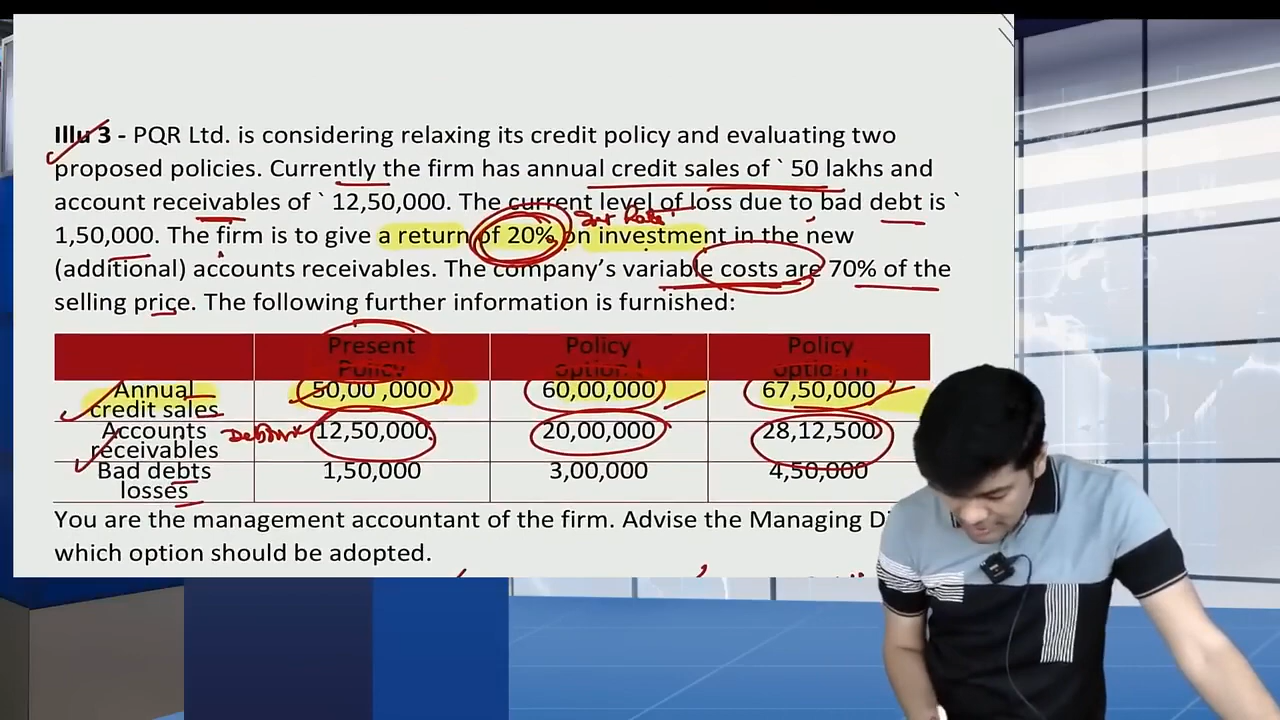 Illu 3 - PQR Ltd. is considering relaxing its credit policy and evaluating two
proposed policies. Currently the firm has annual credit sales of ` 50 lakhs and
account receivables of ` 12,50,000. The current level of loss due to bad debt is `
1,50,000. The firm is to give a return of 20% on investment in the new
(additional) accounts receivables. The company's variable costs are 70% of the
selling price. The following further information is furnished:
Present Policy option I Policy option II
Policy
Annual credit sales 50,00 ,000 60,00,000 67,50,000
Accounts receivables 12,50,000 20,00,000 28,12,500
Bad debts losses 1,50,000 3,00,000 4,50,000
You are the management accountant of the firm. Advise the Managing Di
which option should be adopted.